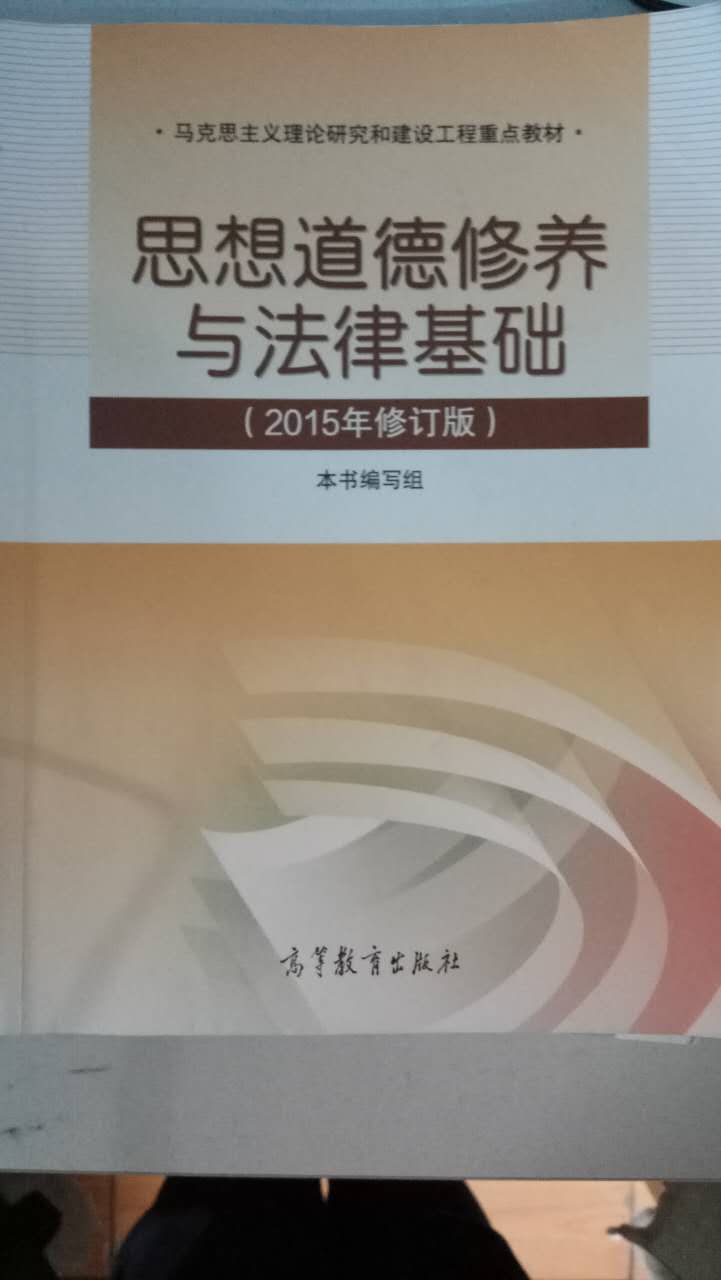 ·马克思主义理论研究和建设工程重点教材·
思想道德修养
与法律基础
（2015年修订版）
本书编写组
高等教育出版社